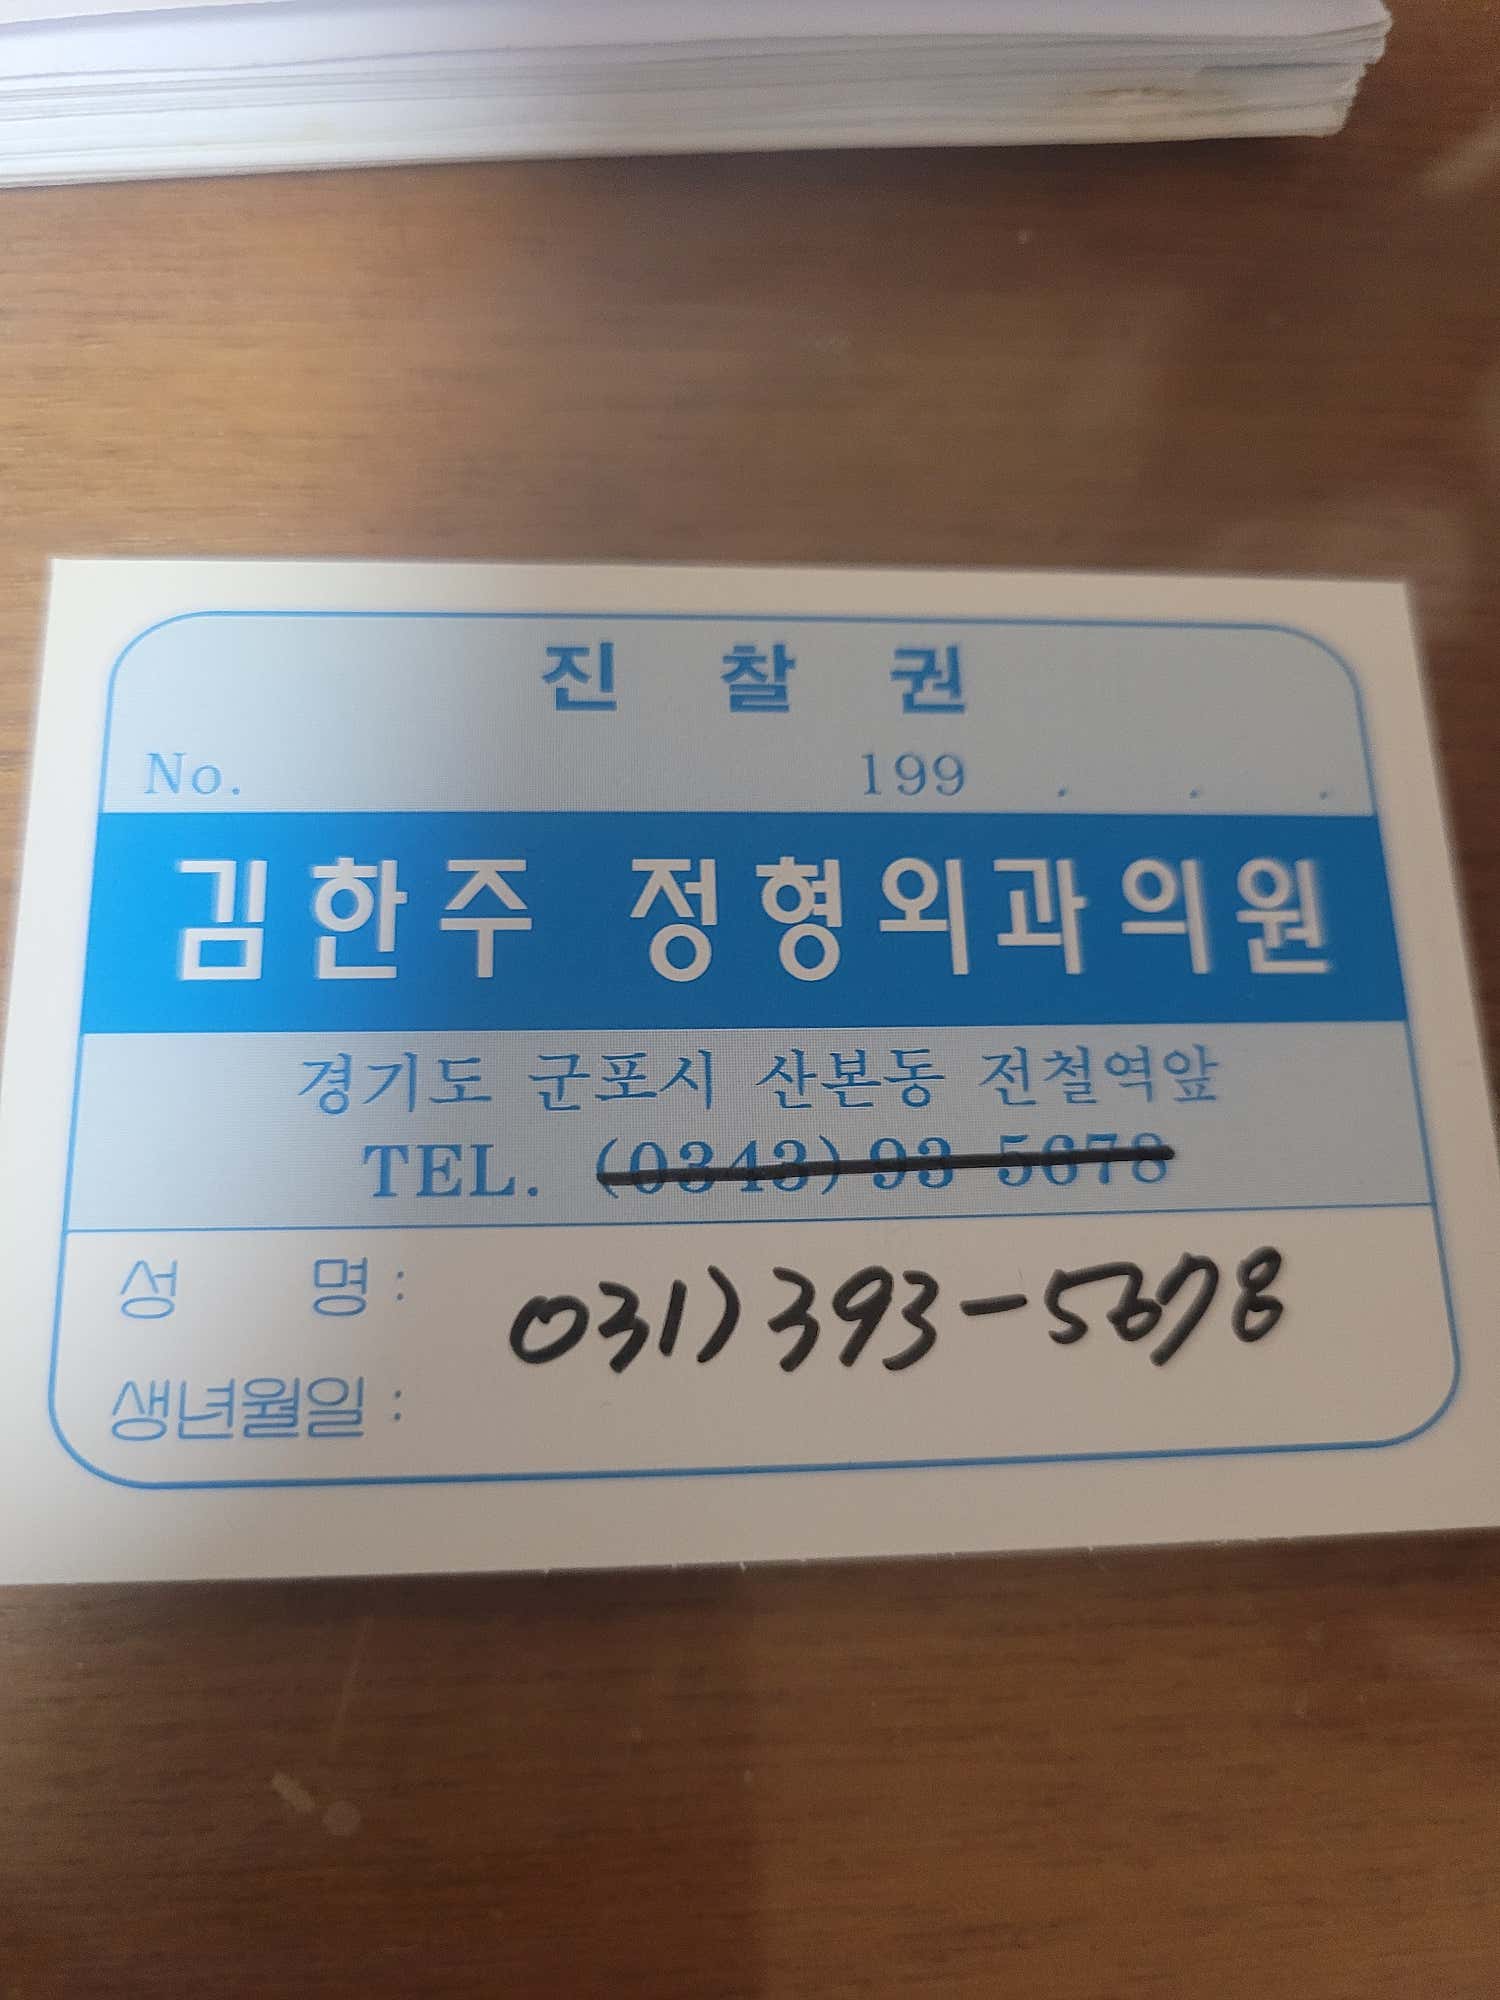 진 찰 권
No. 199 . . .
김한주 정형외과의원
경기도 군포시 산본동 전철역앞
TEL. (0343) 93-5678
성 명 : 031) 393-5678
생년월일 :